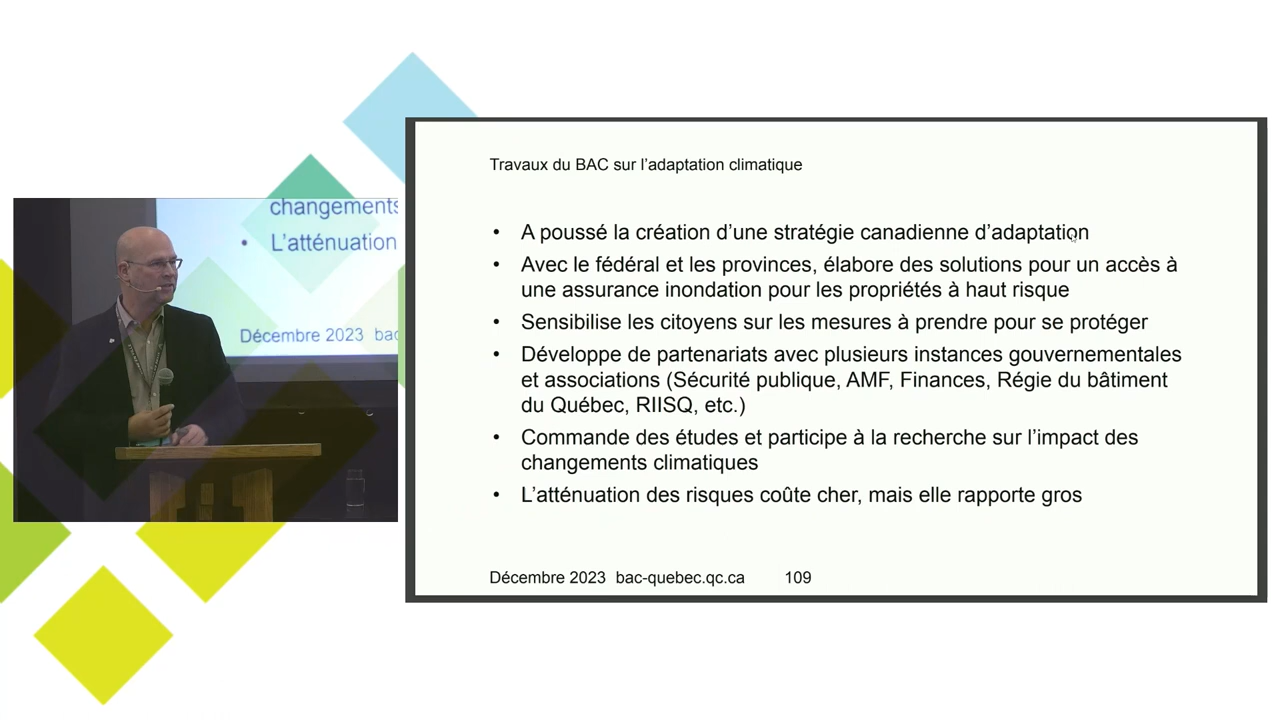 changements
• L'atténuation
Décembre 2023 bac
Travaux du BAC sur l’adaptation climatique
• A poussé la création d’une stratégie canadienne d’adaptation
• Avec le fédéral et les provinces, élabore des solutions pour un accès à
une assurance inondation pour les propriétés à haut risque
• Sensibilise les citoyens sur les mesures à prendre pour se protéger
• Développe de partenariats avec plusieurs instances gouvernementales
et associations (Sécurité publique, AMF, Finances, Régie du bâtiment
du Québec, RIISQ, etc.)
• Commande des études et participe à la recherche sur l’impact des
changements climatiques
• L’atténuation des risques coûte cher, mais elle rapporte gros
Décembre 2023 bac-quebec.qc.ca 109